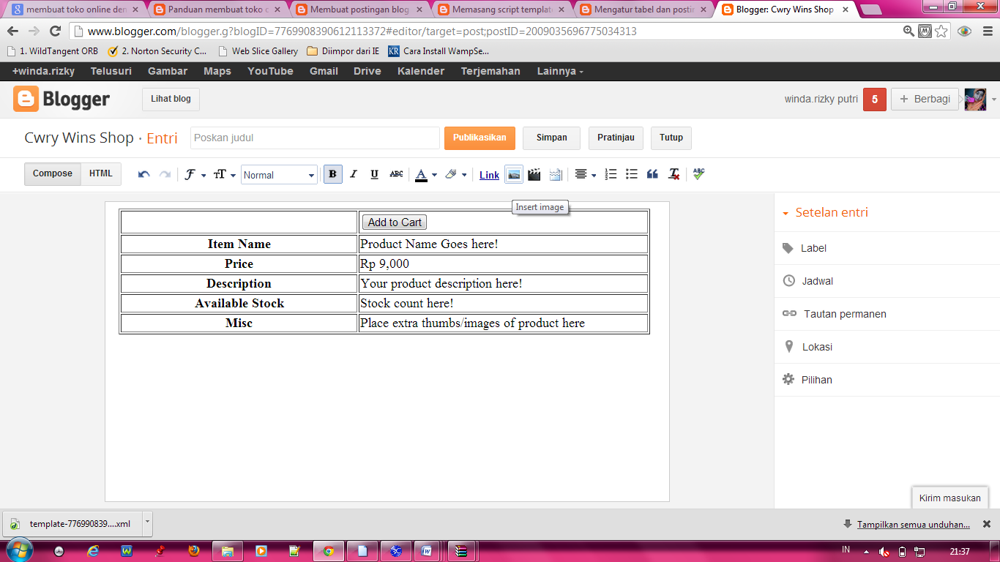 membuat toko online den
Panduan membuat toko o
Membuat postingan blog
Memasang script templat
Mengatur tabel dan postin
Blogger: Cwry Wins Shop
www.blogger.com/blogger.g?blogID=7769908390612113372#editor/target=post;postID=2009035696775034313
1. WildTangent ORB 2. Norton Security C... Web Slice Gallery Diimpor dari IE KR Cara Install WampSe...
+winda.rizky Telusuri Gambar Maps YouTube Gmail Drive Kalender Terjemahan Lainnya
Blogger Lihat blog winda.rizky putri 5 + Berbagi
Cwry Wins Shop · Entri Poskan judul Publikasikan Simpan Pratinjau Tutup
Compose HTML F TT Normal B I U ABC A Link ABC
Insert image
Add to Cart
Item Name Product Name Goes here!
Price Rp 9,000
Description Your product description here!
Available Stock Stock count here!
Misc Place extra thumbs/images of product here
Setelan entri
Label
Jadwal
Tautan permanen
Lokasi
Pilihan
Kirim masukan
template-776990839....xml Tampilkan semua unduhan...
IN 21:37